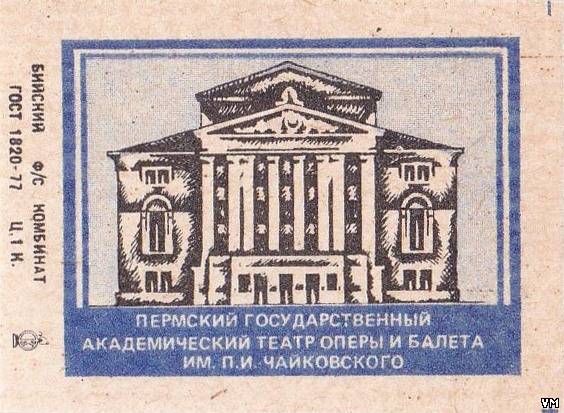 БИЙСКИЙ Ф/С КОМБИНАТ
ГОСТ 1820-77 Ц. 1 К.
ПЕРМСКИЙ ГОСУДАРСТВЕННЫЙ
АКАДЕМИЧЕСКИЙ ТЕАТР ОПЕРЫ И БАЛЕТА
ИМ. П.И. ЧАЙКОВСКОГО
VM